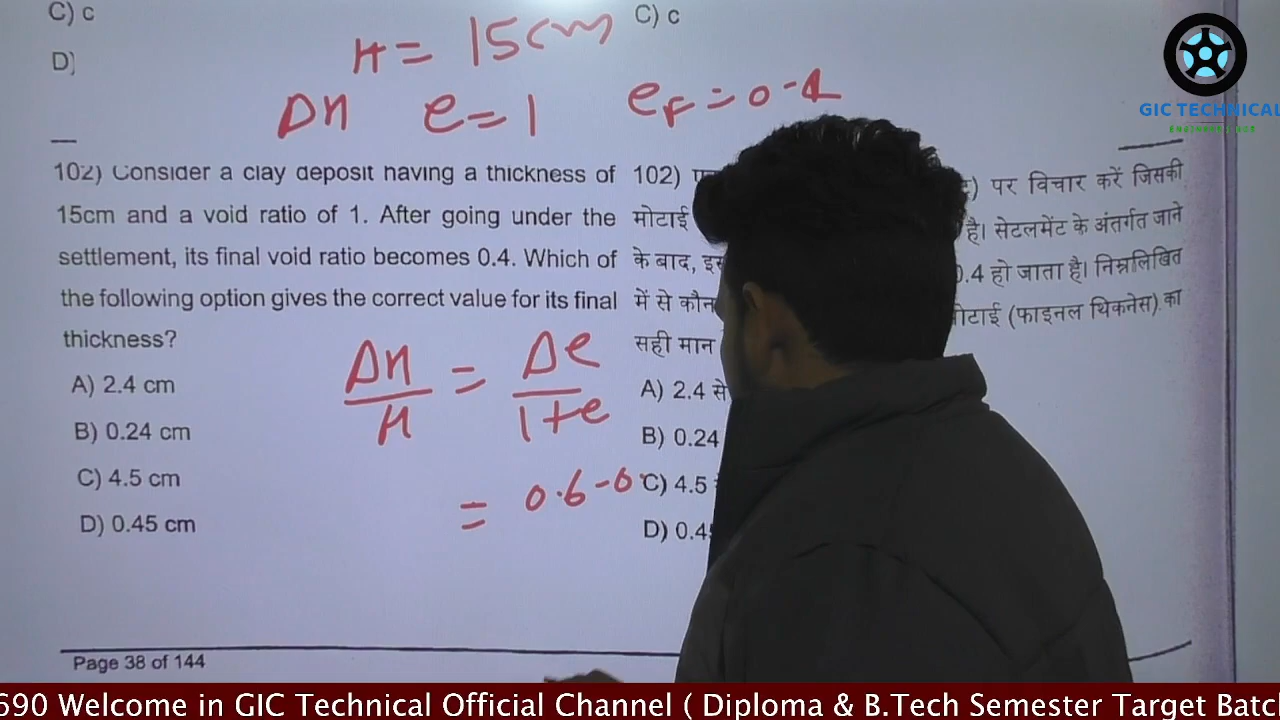 C) c
C) c
D)
H = 15cm
ΔH e=1 eF = 0.4
GIC TECHNICAL
102) Consider a clay deposit having a thickness of
15cm and a void ratio of 1. After going under the
settlement, its final void ratio becomes 0.4. Which of
the following option gives the correct value for its final
thickness?
A) 2.4 cm
B) 0.24 cm
C) 4.5 cm
D) 0.45 cm
ΔH/H = Δe/1+e
= 0.6-0
102) पर विचार करें जिसकी
मोटाई है। सेटलमेंट के अंतर्गत जाने
के बाद, 0.4 हो जाता है। निम्नलिखित
में से कौन मोटाई (फाइनल थिकनेस) का
सही मान
A) 2.4 से
B) 0.24
C) 4.5
D) 0.4
Page 38 of 144
690 Welcome in GIC Technical Official Channel ( Diploma & B.Tech Semester Target Batc